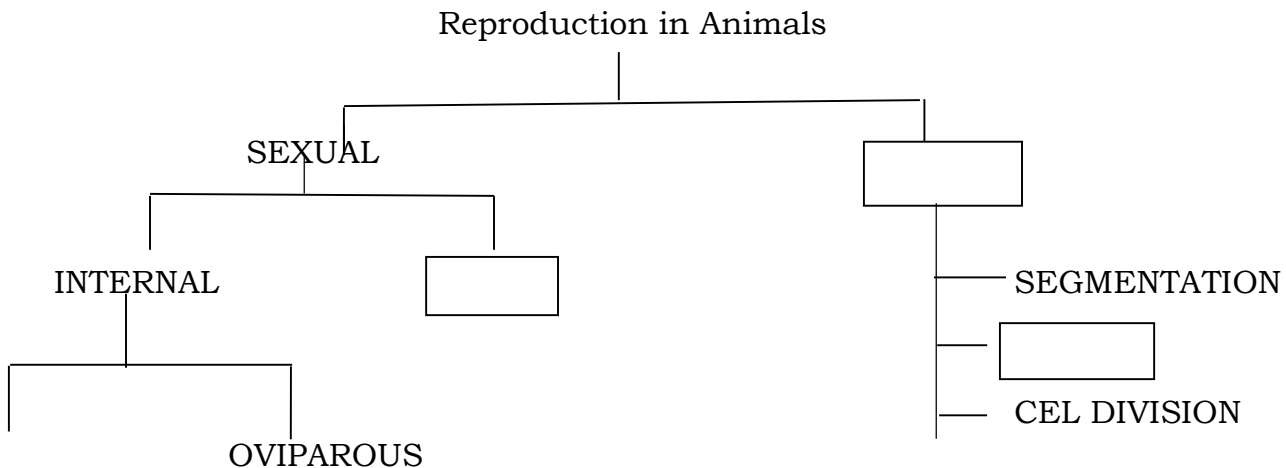 Reproduction in Animals
SEXUAL
INTERNAL
SEGMENTATION
CEL DIVISION
OVIPAROUS